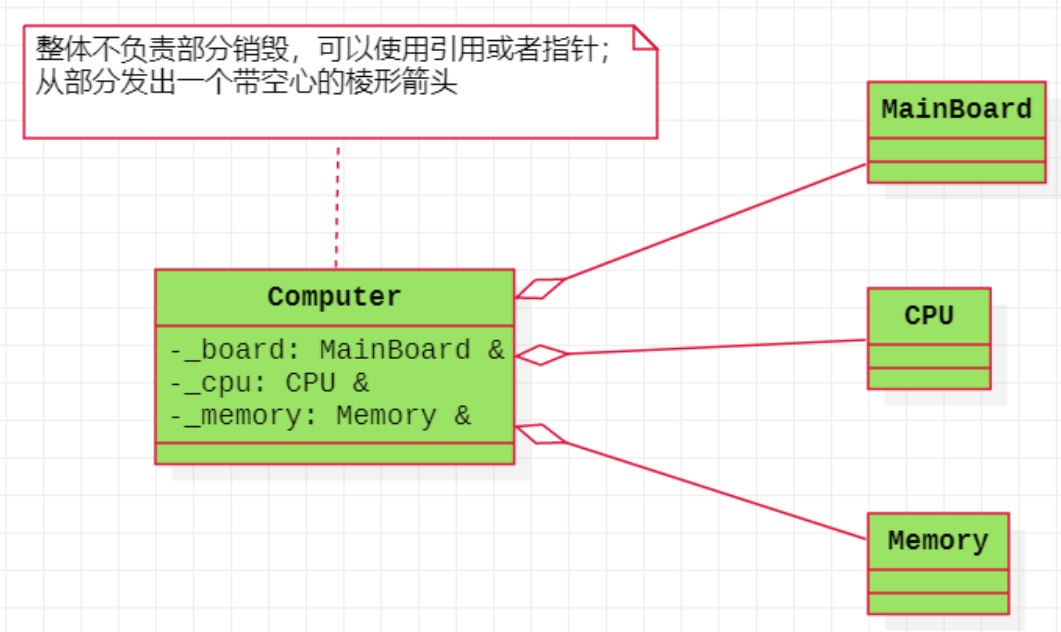 整体不负责部分销毁，可以使用引用或者指针；
从部分发出一个带空心的棱形箭头
MainBoard
Computer
-_board: MainBoard &
-_cpu: CPU &
-_memory: Memory &
CPU
Memory